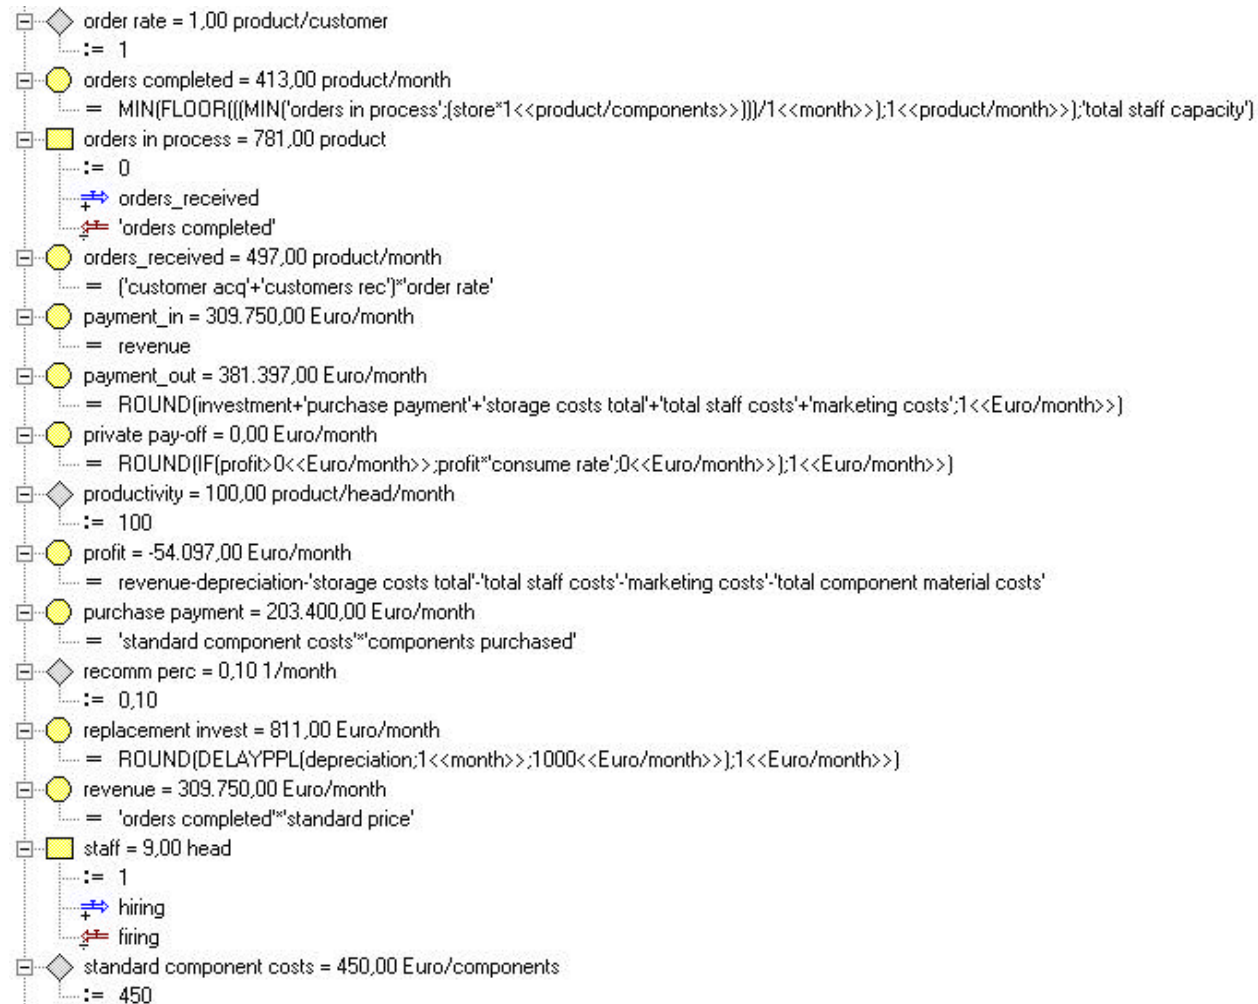 order rate = 1,00 product/customer
:= 1
orders completed = 413,00 product/month
= MIN(FLOOR(((MIN('orders in process';(store*1<<product/components>>)))/1<<month>>);1<<product/month>>);'total staff capacity')
orders in process = 781,00 product
:= 0
orders_received
'orders completed'
orders_received = 497,00 product/month
= ('customer acq'+'customers rec')*'order rate'
payment_in = 309.750,00 Euro/month
= revenue
payment_out = 381.397,00 Euro/month
= ROUND(investment+'purchase payment'+'storage costs total'+'total staff costs'+'marketing costs';1<<Euro/month>>)
private pay-off = 0,00 Euro/month
= ROUND(IF(profit>0<<Euro/month>>;profit*'consume rate';0<<Euro/month>>);1<<Euro/month>>)
productivity = 100,00 product/head/month
:= 100
profit = -54.097,00 Euro/month
= revenue-depreciation-'storage costs total'-'total staff costs'-'marketing costs'-'total component material costs'
purchase payment = 203.400,00 Euro/month
= 'standard component costs'*'components purchased'
recomm perc = 0,10 1/month
:= 0,10
replacement invest = 811,00 Euro/month
= ROUND(DELAYPPL(depreciation;1<<month>>;1000<<Euro/month>>);1<<Euro/month>>)
revenue = 309.750,00 Euro/month
= 'orders completed'*'standard price'
staff = 9,00 head
:= 1
hiring
firing
standard component costs = 450,00 Euro/components
:= 450